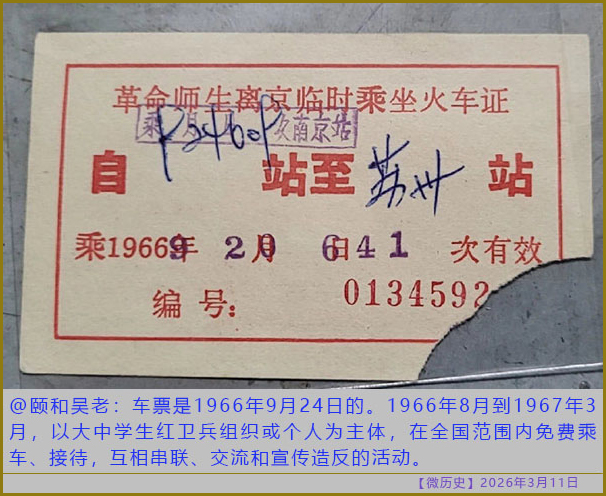 革命师生离京临时乘坐火车证
次南京站
自 站至苏州站
乘1966年9月20日641次有效
编号：0134592
@颐和吴老：车票是1966年9月24日的。1966年8月到1967年3
月，以大中学生红卫兵组织或个人为主体，在全国范围内免费乘
车、接待，互相串联、交流和宣传造反的活动。
【微历史】2026年3月11日